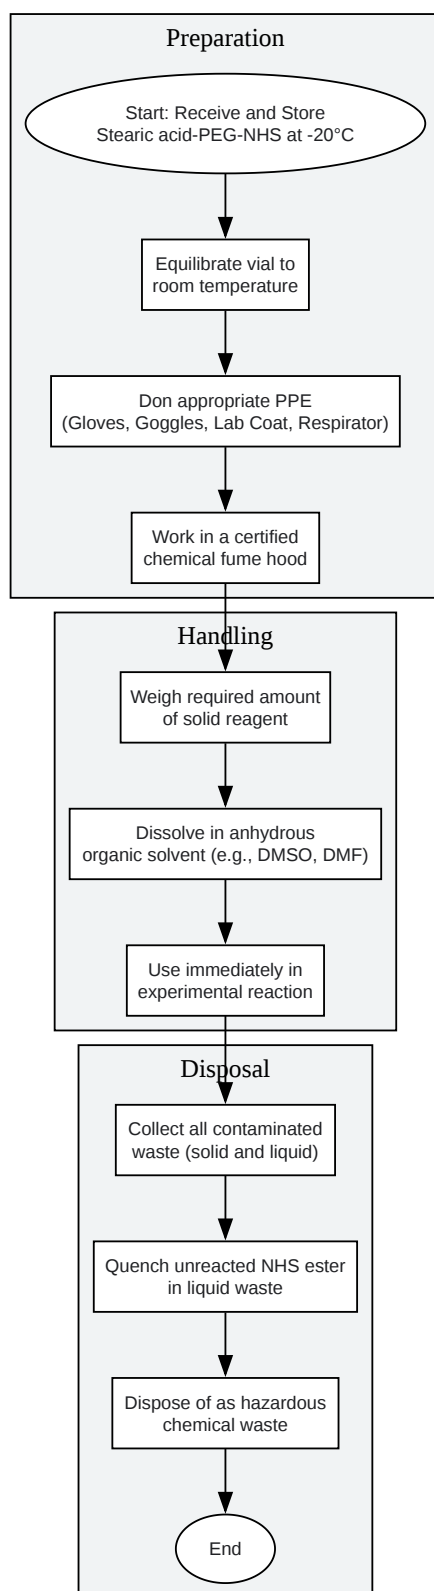 Preparation
Start: Receive and Store
Stearic acid-PEG-NHS at -20°C
Equilibrate vial to
room temperature
Don appropriate PPE
(Gloves, Goggles, Lab Coat, Respirator)
Work in a certified
chemical fume hood
Handling
Weigh required amount
of solid reagent
Dissolve in anhydrous
organic solvent (e.g., DMSO, DMF)
Use immediately in
experimental reaction
Disposal
Collect all contaminated
waste (solid and liquid)
Quench unreacted NHS ester
in liquid waste
Dispose of as hazardous
chemical waste
End